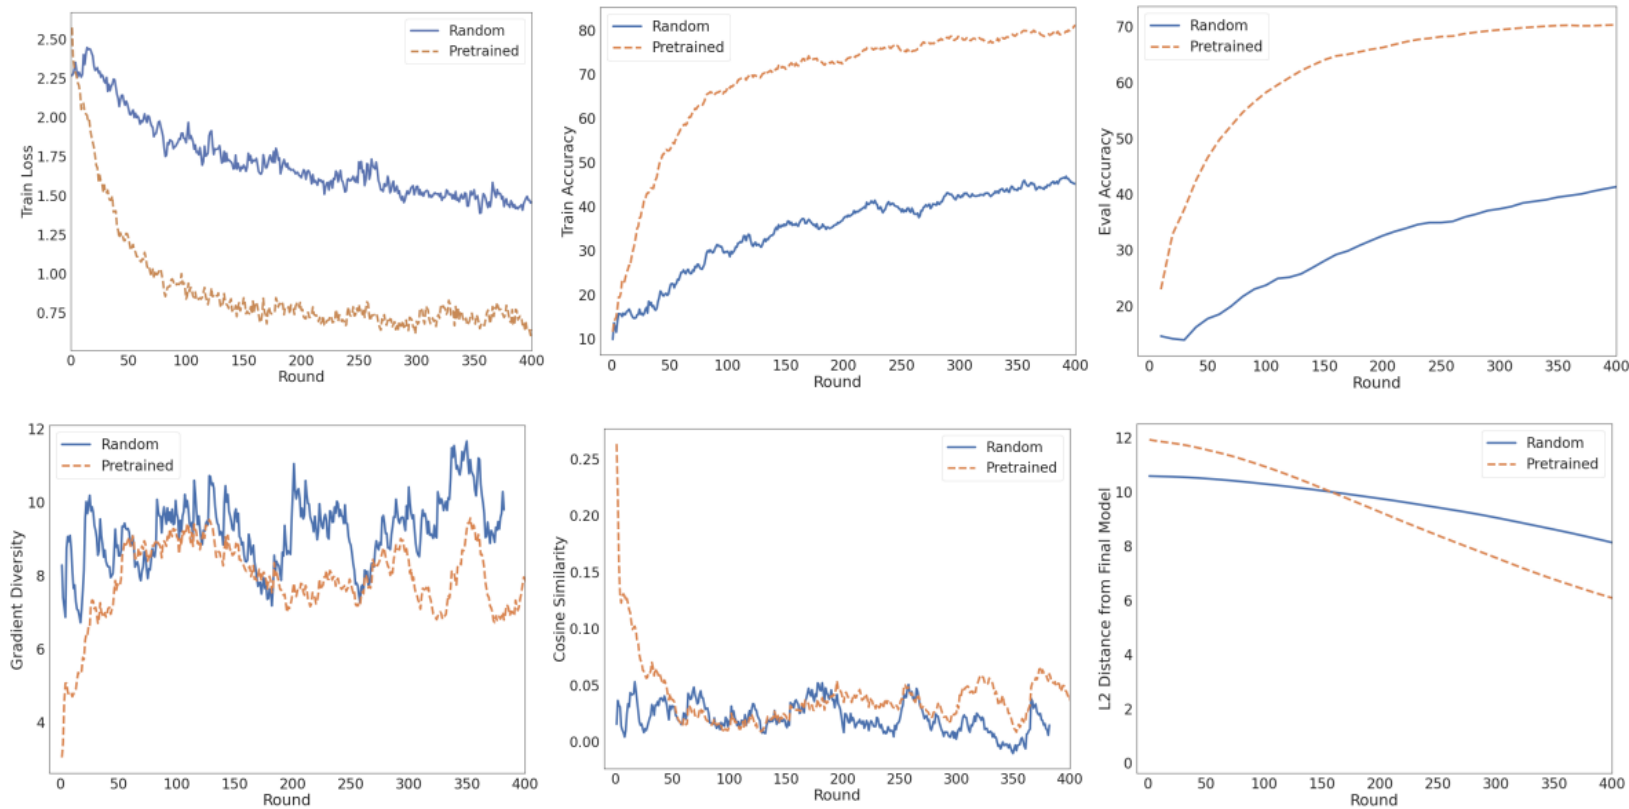 Train Loss
2.50
2.25
2.00
1.75
1.50
1.25
1.00
0.75
0 50 100 150 200 250 300 350 400
Round
Random
Pretrained
Train Accuracy
80
70
60
50
40
30
20
10
0 50 100 150 200 250 300 350 400
Round
Random
Pretrained
Eval Accuracy
70
60
50
40
30
20
0 50 100 150 200 250 300 350 400
Round
Random
Pretrained
Gradient Diversity
12
10
8
6
4
0 50 100 150 200 250 300 350 400
Round
Random
Pretrained
Cosine Similarity
0.25
0.20
0.15
0.10
0.05
0.00
0 50 100 150 200 250 300 350 400
Round
Random
Pretrained
L2 Distance from Final Model
12
10
8
6
4
2
0
0 50 100 150 200 250 300 350 400
Round
Random
Pretrained